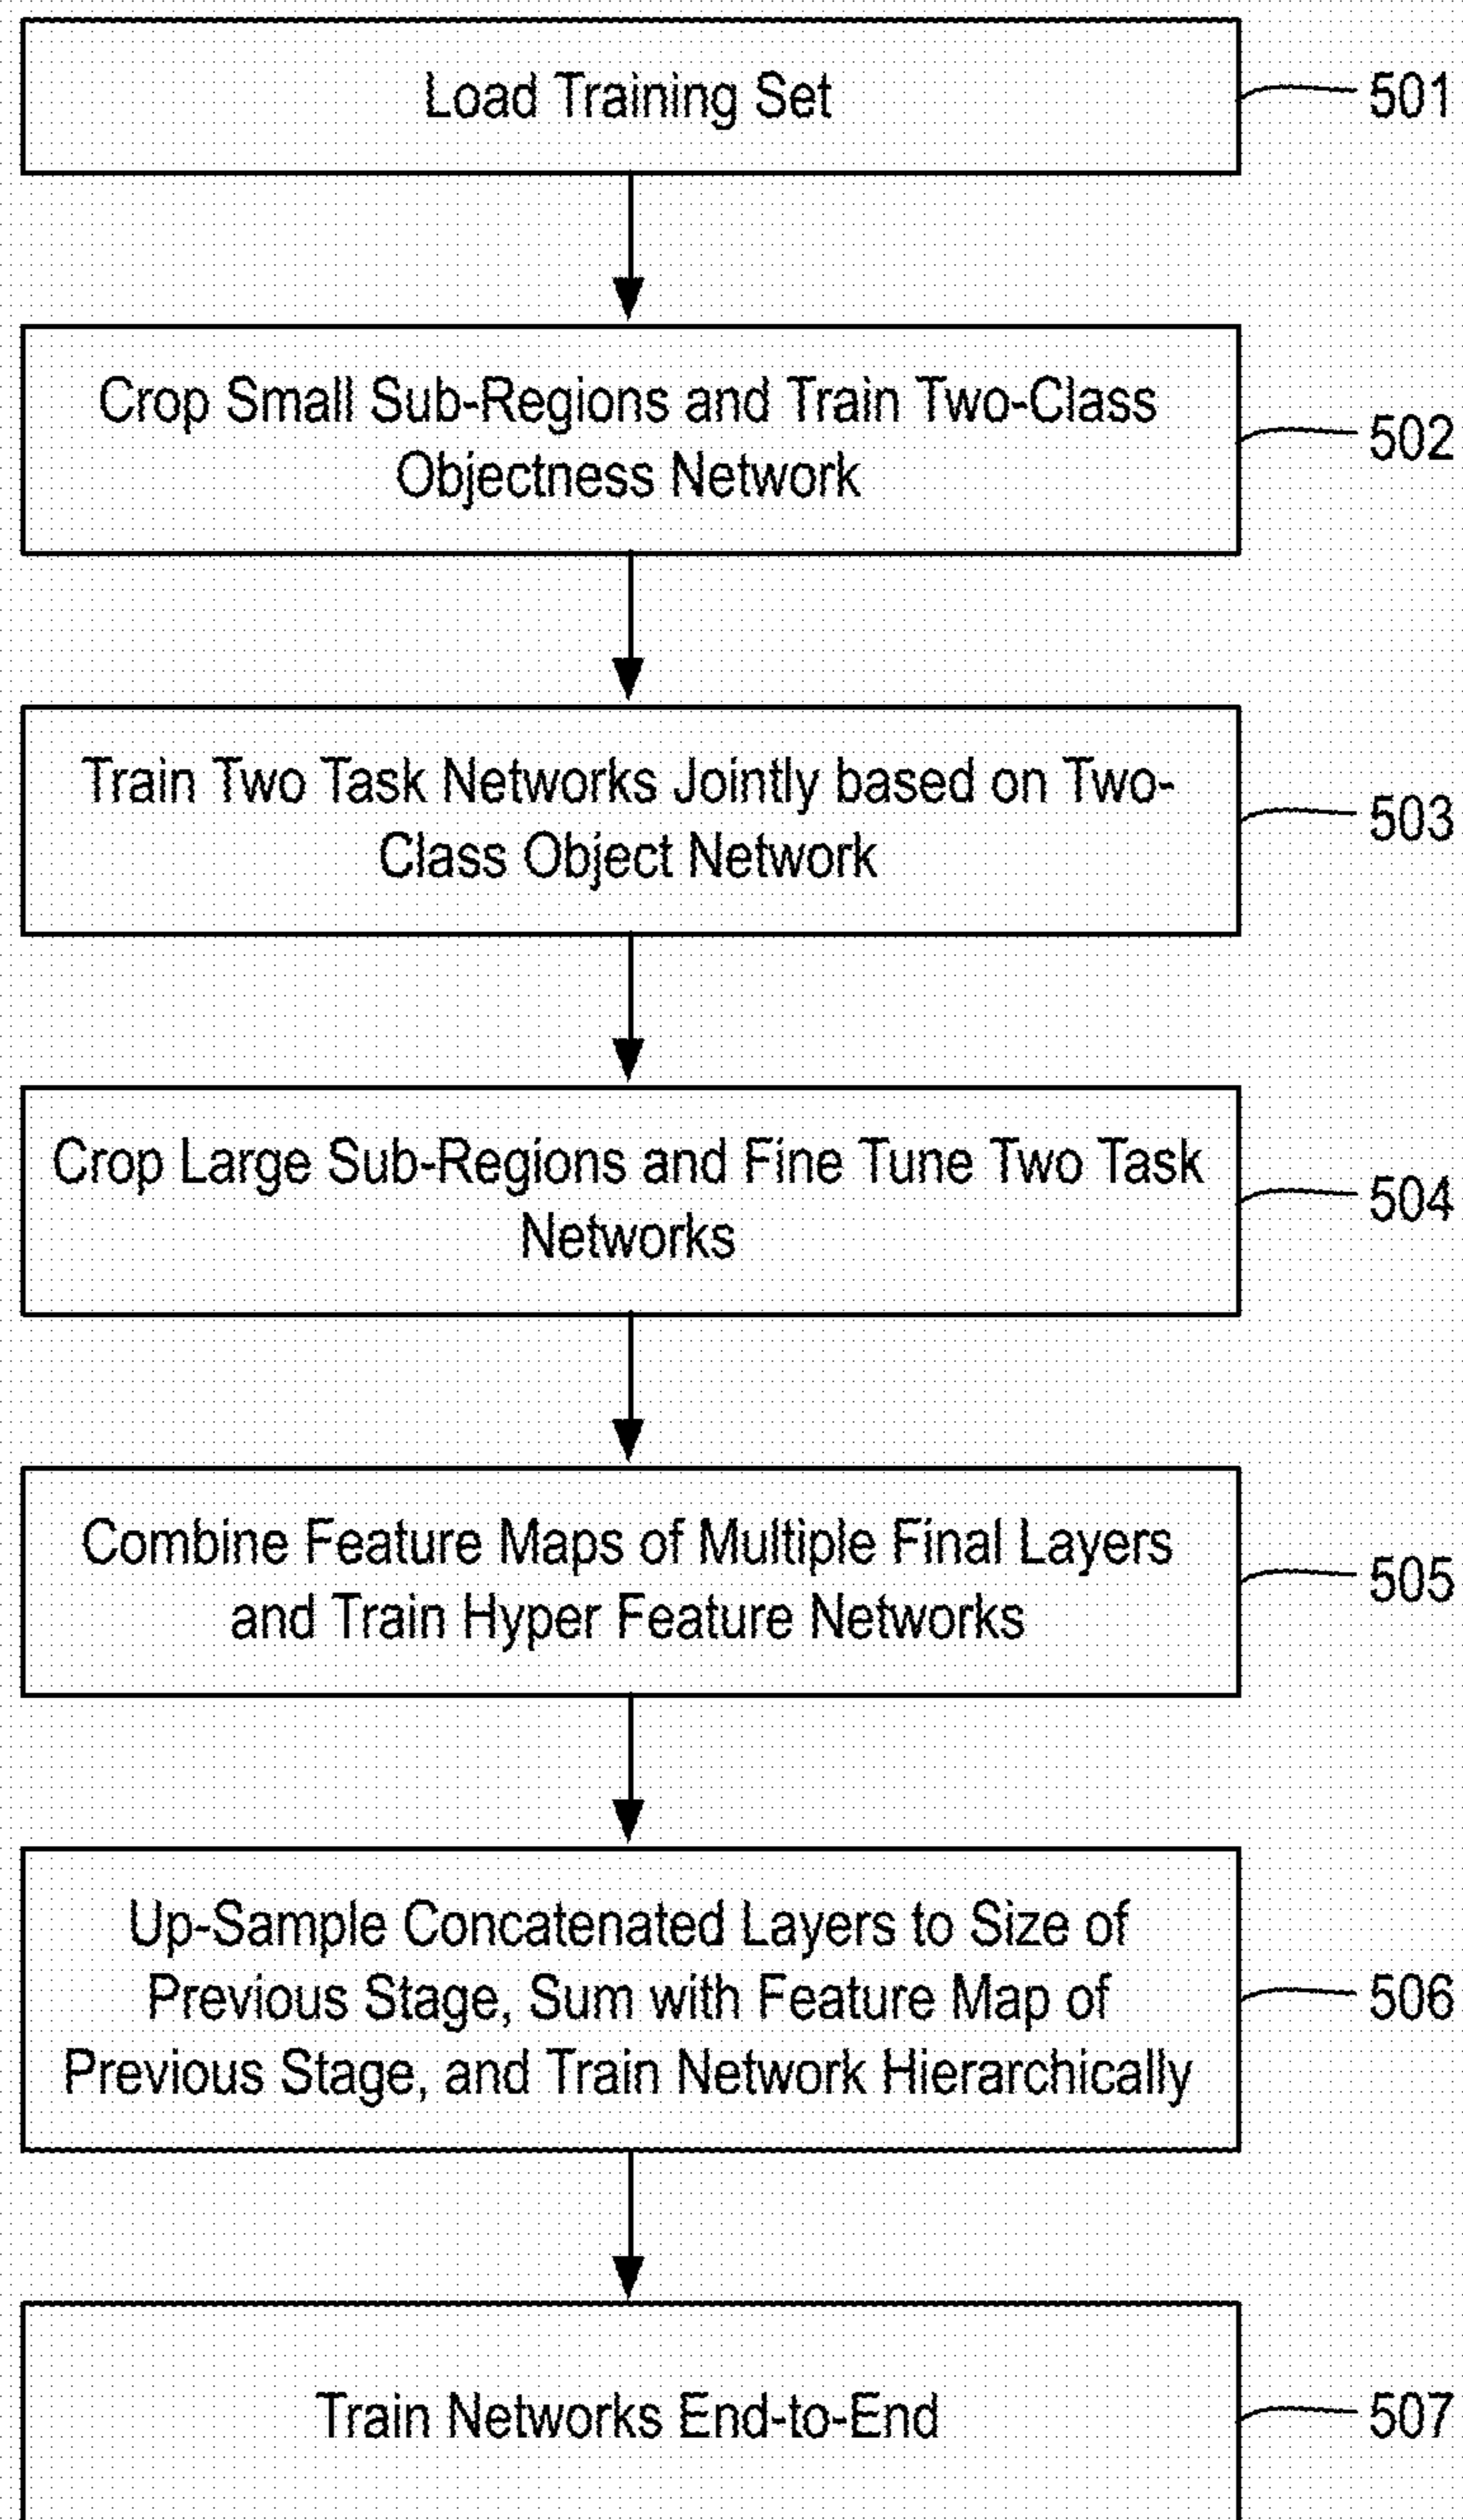 Load Training Set
501
Crop Small Sub-Regions and Train Two-Class
Objectness Network
502
Train Two Task Networks Jointly based on Two-
Class Object Network
503
Crop Large Sub-Regions and Fine Tune Two Task
Networks
504
Combine Feature Maps of Multiple Final Layers
and Train Hyper Feature Networks
505
Up-Sample Concatenated Layers to Size of
Previous Stage, Sum with Feature Map of
Previous Stage, and Train Network Hierarchically
506
Train Networks End-to-End
507